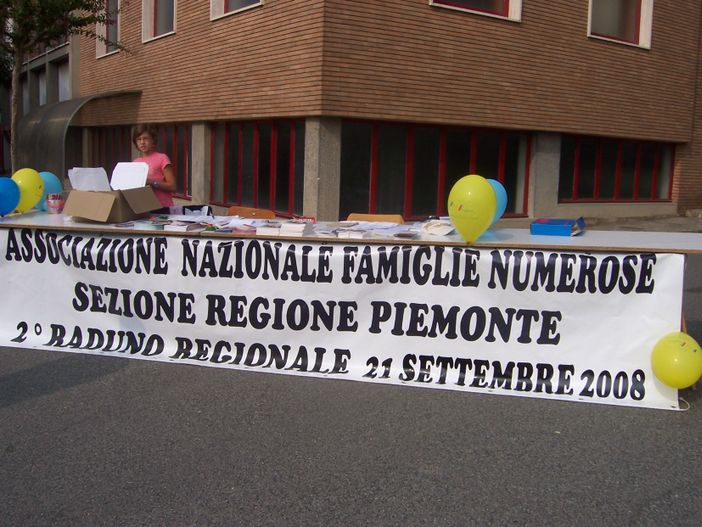 ASSOCIAZIONE NAZIONALE FAMIGLIE NUMEROSE
SEZIONE REGIONE PIEMONTE
2° RADUNO REGIONALE 21 SETTEMBRE 2008